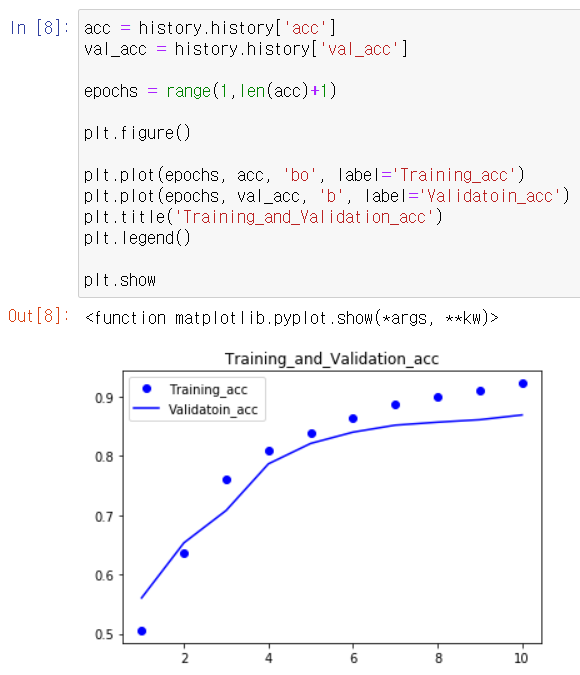 In [8]: acc = history.history['acc']
val_acc = history.history['val_acc']
epochs = range(1,len(acc)+1)
plt.figure()
plt.plot(epochs, acc, 'bo', label='Training_acc')
plt.plot(epochs, val_acc, 'b', label='Validatoin_acc')
plt.title('Training_and_Validation_acc')
plt.legend()
plt.show
Out[8]: <function matplotlib.pyplot.show(*args, **kw)>
Training_and_Validation_acc
Training_acc
Validatoin_acc
0.9
0.8
0.7
0.6
0.5
2 4 6 8 10